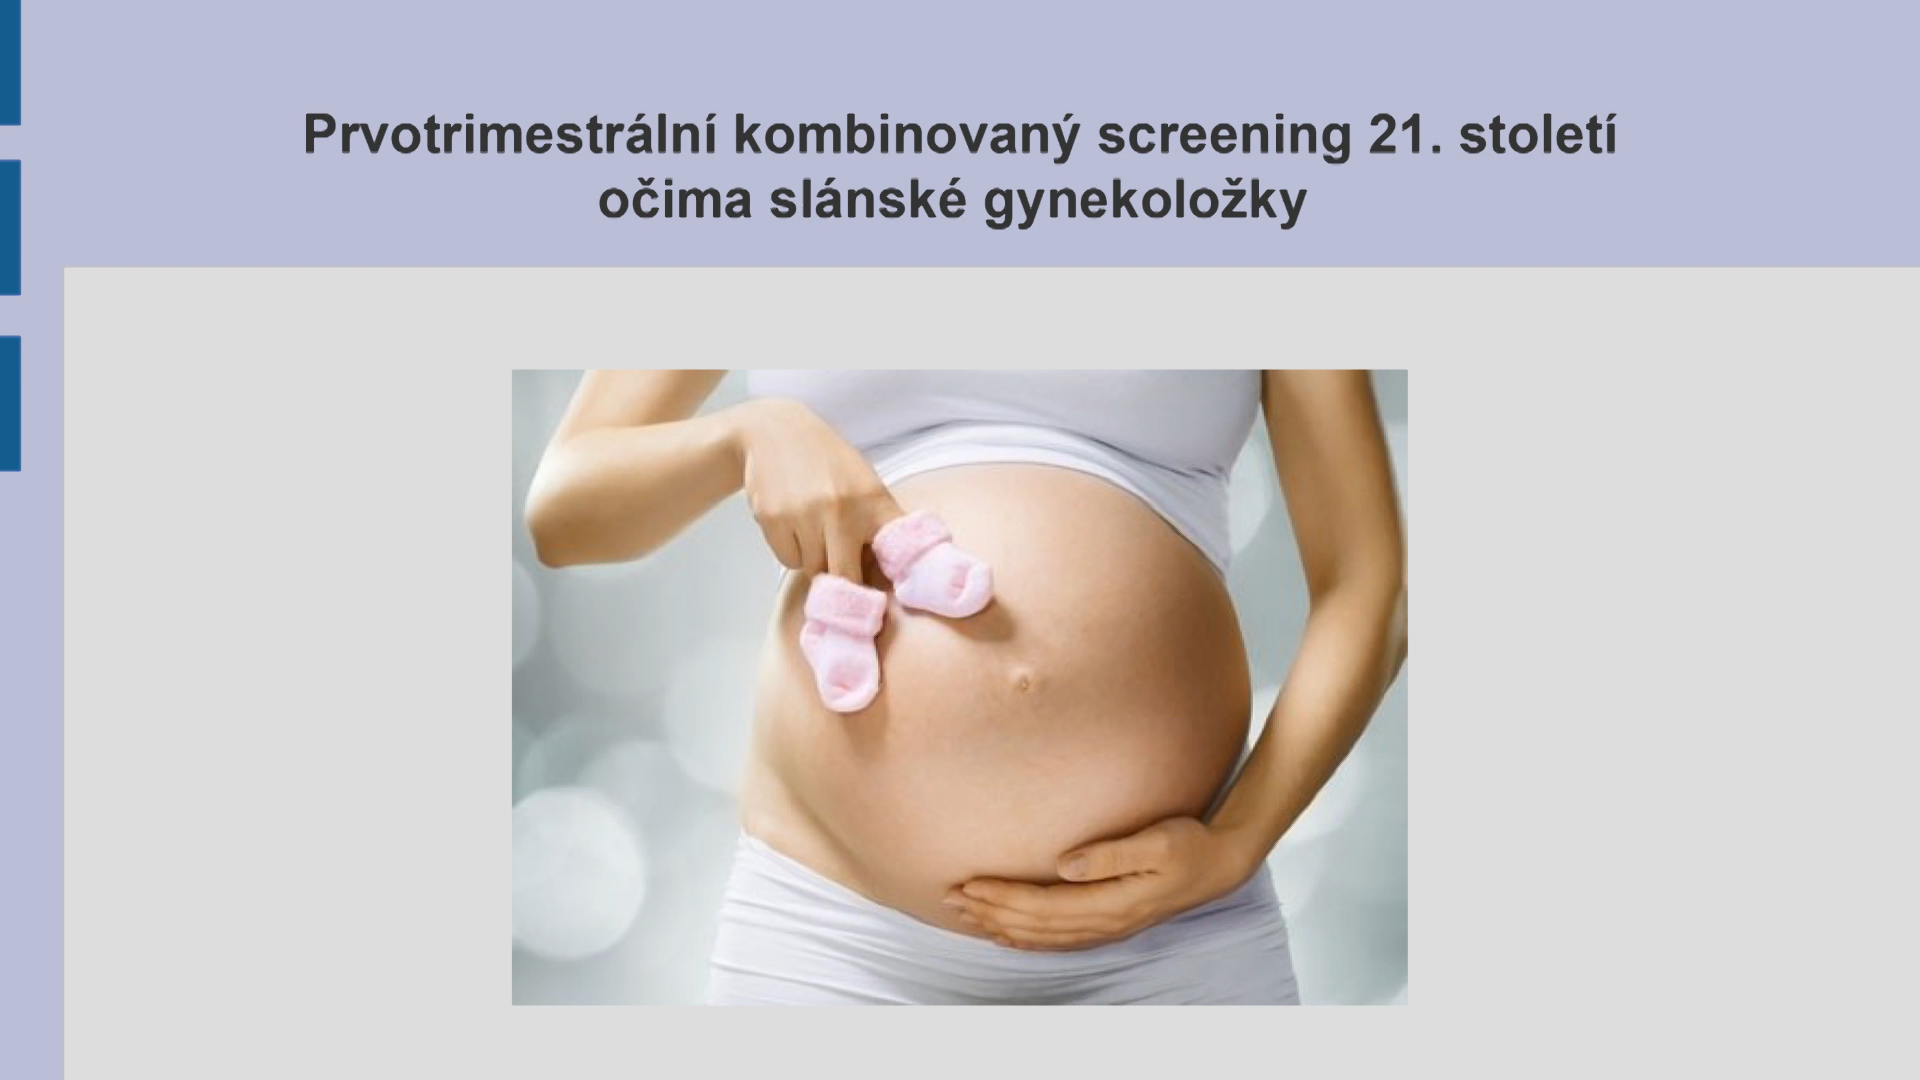 Prvotrimestrální kombinovaný screening 21. století
očima slánské gynekoložky